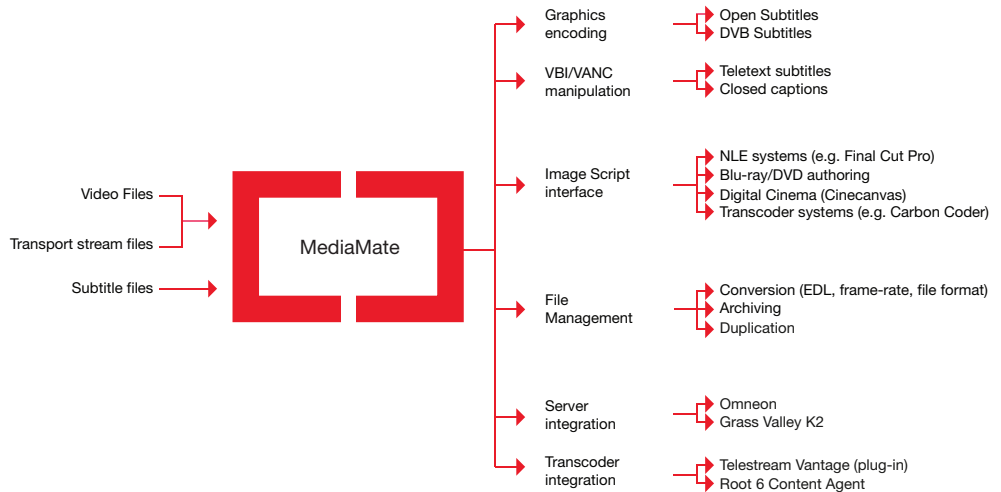 Video Files
Transport stream files
Subtitle files
MediaMate
Graphics
encoding
Open Subtitles
DVB Subtitles
VBI/VANC
manipulation
Teletext subtitles
Closed captions
Image Script
interface
NLE systems (e.g. Final Cut Pro)
Blu-ray/DVD authoring
Digital Cinema (Cinecanvas)
Transcoder systems (e.g. Carbon Coder)
File
Management
Conversion (EDL, frame-rate, file format)
Archiving
Duplication
Server
integration
Omneon
Grass Valley K2
Transcoder
integration
Telestream Vantage (plug-in)
Root 6 Content Agent